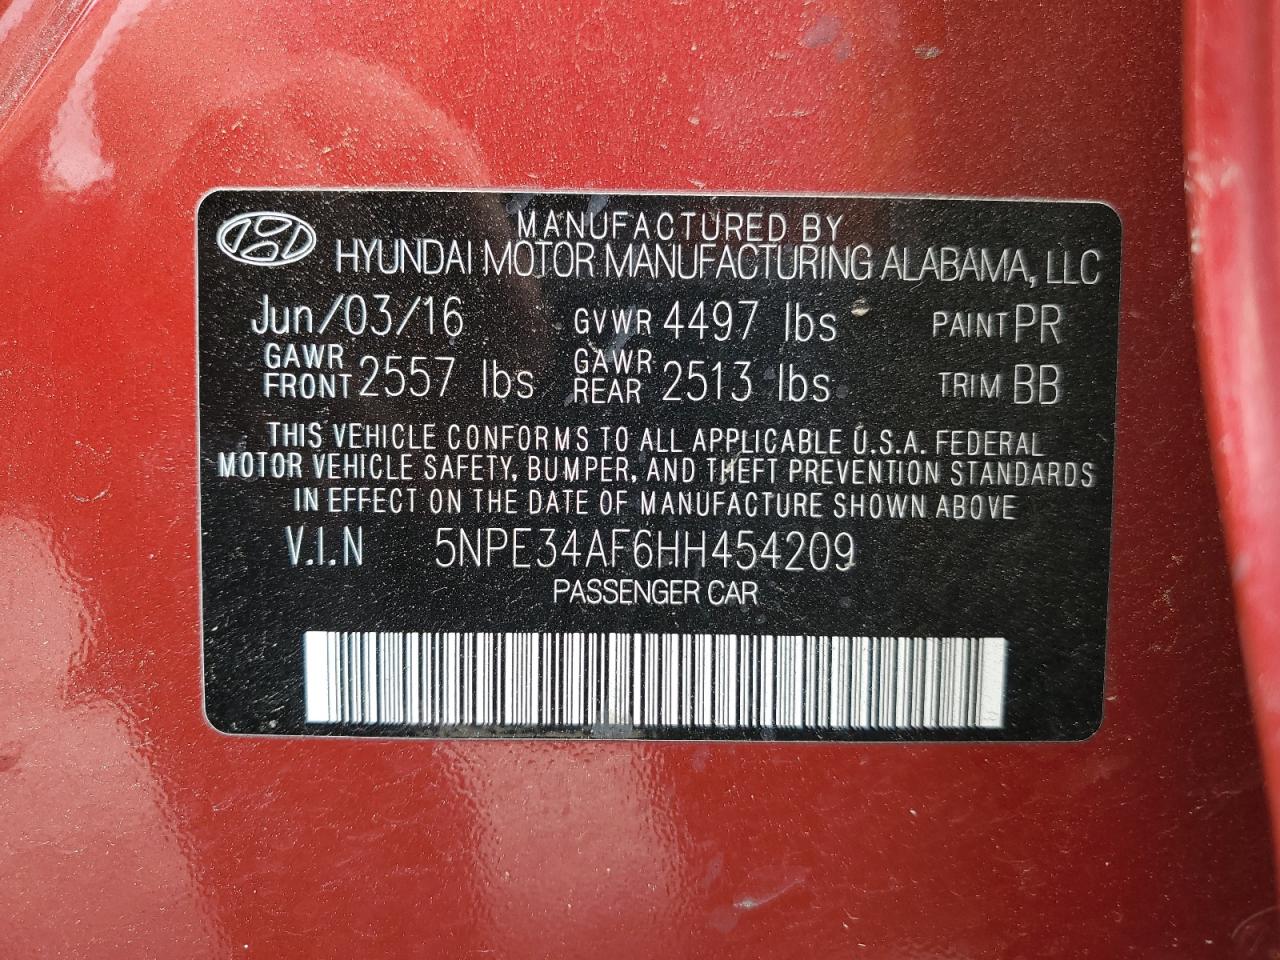 MANUFACTURED BY
HYUNDAI MOTOR MANUFACTURING ALABAMA, LLC
Jun/03/16 GVWR 4497 lbs PAINT PR
GAWR FRONT 2557 lbs GAWR REAR 2513 lbs TRIM BB
THIS VEHICLE CONFORMS TO ALL APPLICABLE U.S.A. FEDERAL
MOTOR VEHICLE SAFETY, BUMPER, AND THEFT PREVENTION STANDARDS
IN EFFECT ON THE DATE OF MANUFACTURE SHOWN ABOVE
V.I.N 5NPE34AF6HH454209
PASSENGER CAR